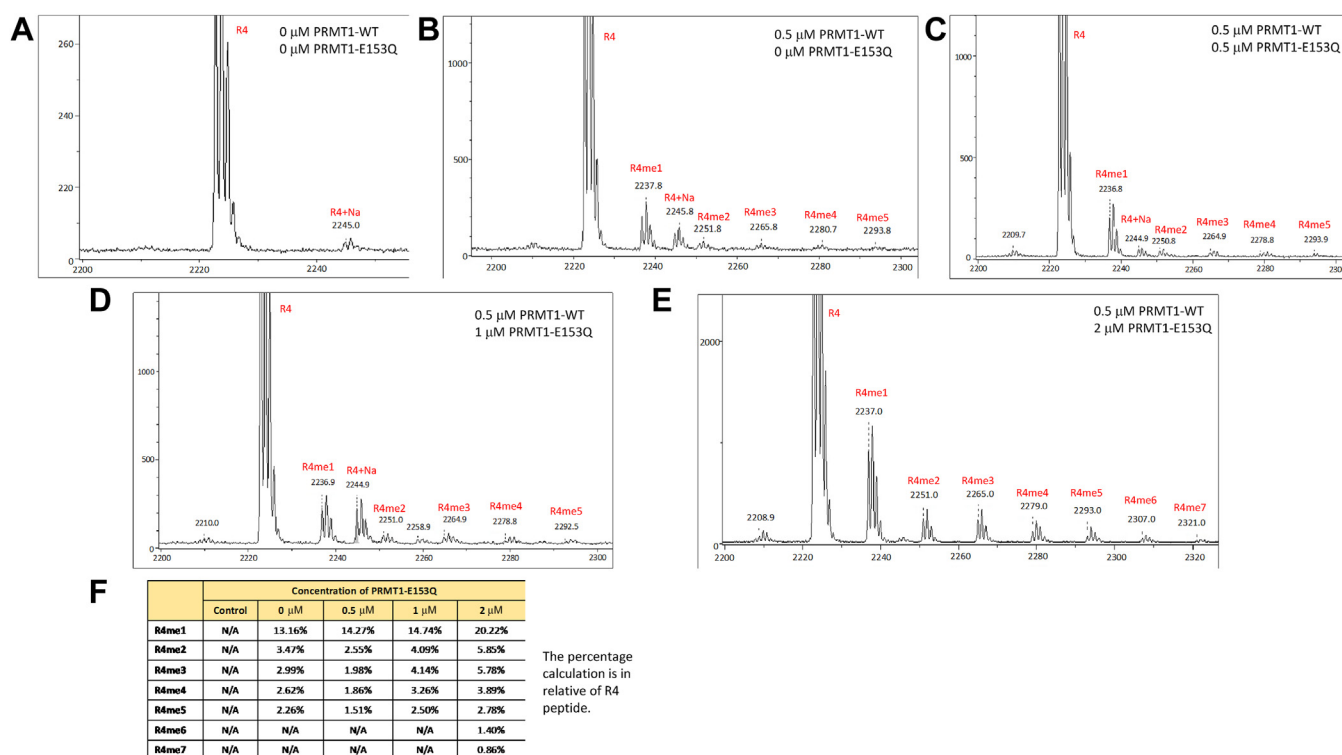 A
0 μM PRMT1-WT
0 μM PRMT1-E153Q
R4
R4+Na
2245.0
260
240
220
200
2200
2220
2240
B
0.5 μM PRMT1-WT
0 μM PRMT1-E153Q
R4
R4me1
2237.8
R4+Na
2245.8
R4me2
2251.8
R4me3
2265.8
R4me4
2280.7
R4me5
2293.8
1000
500
0
2200
2220
2240
2260
2280
2300
C
0.5 μM PRMT1-WT
0.5 μM PRMT1-E153Q
R4
2209.7
R4me1
2236.8
R4+Na
2244.9
R4me2
2250.8
R4me3
2264.9
R4me4
2278.8
R4me5
2293.9
1000
500
0
2200
2220
2240
2260
2280
2300
D
0.5 μM PRMT1-WT
1 μM PRMT1-E153Q
R4
2210.0
R4me1
2236.9
R4+Na
2244.9
R4me2
2251.0
2258.9
R4me3
2264.9
R4me4
2278.8
R4me5
2292.5
1000
500
0
2200
2220
2240
2260
2280
2300
E
0.5 μM PRMT1-WT
2 μM PRMT1-E153Q
R4
2208.9
R4me1
2237.0
R4me2
2251.0
R4me3
2265.0
R4me4
2279.0
R4me5
2293.0
R4me6
2307.0
R4me7
2321.0
2000
0
2200
2220
2240
2260
2280
2300
2320
F
Concentration of PRMT1-E153Q
Control 0 μM 0.5 μM 1 μM 2 μM
R4me1 N/A 13.16% 14.27% 14.74% 20.22%
R4me2 N/A 3.47% 2.55% 4.09% 5.85%
R4me3 N/A 2.99% 1.98% 4.14% 5.78%
R4me4 N/A 2.62% 1.86% 3.26% 3.89%
R4me5 N/A 2.26% 1.51% 2.50% 2.78%
R4me6 N/A N/A N/A N/A 1.40%
R4me7 N/A N/A N/A N/A 0.86%
The percentage
calculation is in
relative of R4
peptide.